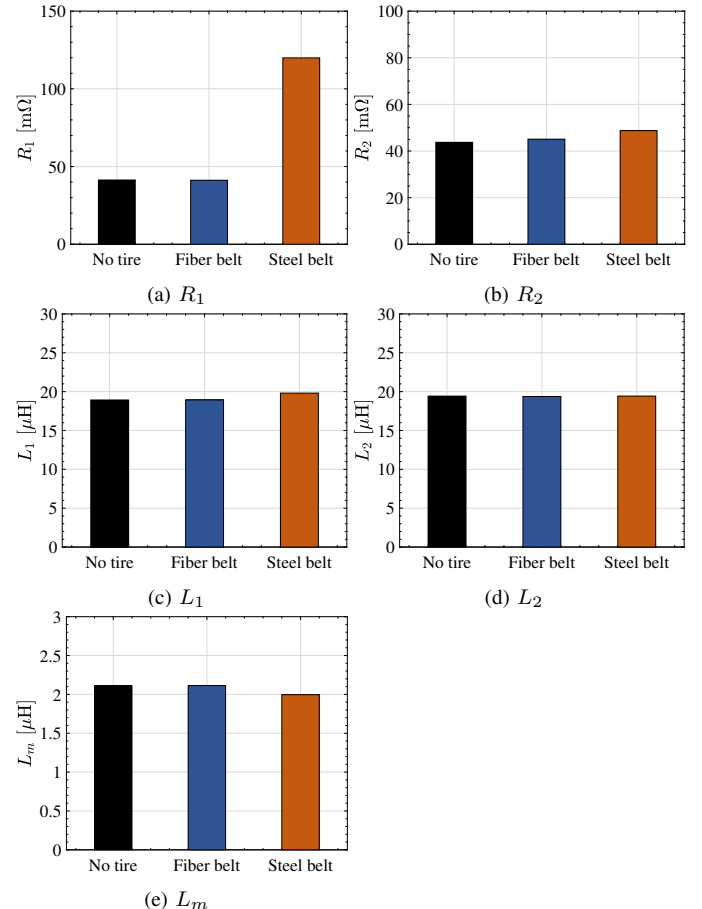 150
100
50
0
R₁ [mΩ]
No tire Fiber belt Steel belt
(a) R₁
100
80
60
40
20
0
R₂ [mΩ]
No tire Fiber belt Steel belt
(b) R₂
30
25
20
15
10
5
0
L₁ [μH]
No tire Fiber belt Steel belt
(c) L₁
30
25
20
15
10
5
0
L₂ [μH]
No tire Fiber belt Steel belt
(d) L₂
3
2.5
2
1.5
1
0.5
0
Lₘ [μH]
No tire Fiber belt Steel belt
(e) Lₘ